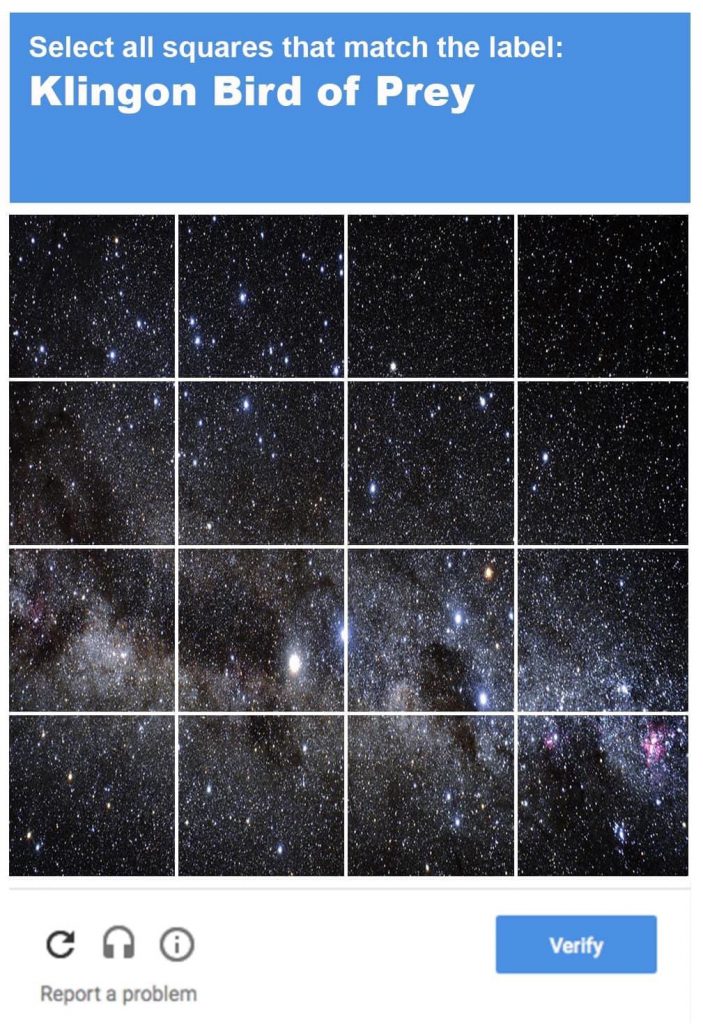 Select all squares that match the label:
Klingon Bird of Prey
Verify
Report a problem